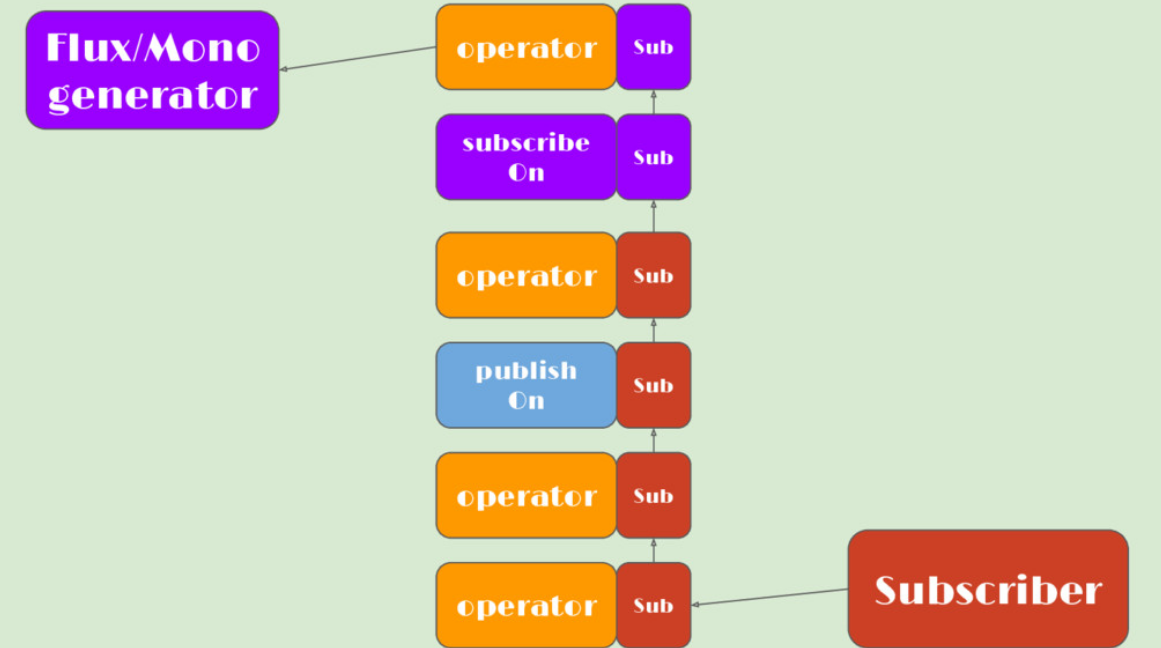 Flux/Mono
generator
operator
Sub
subscribe
On
Sub
operator
Sub
publish
On
Sub
operator
Sub
operator
Sub
Subscriber